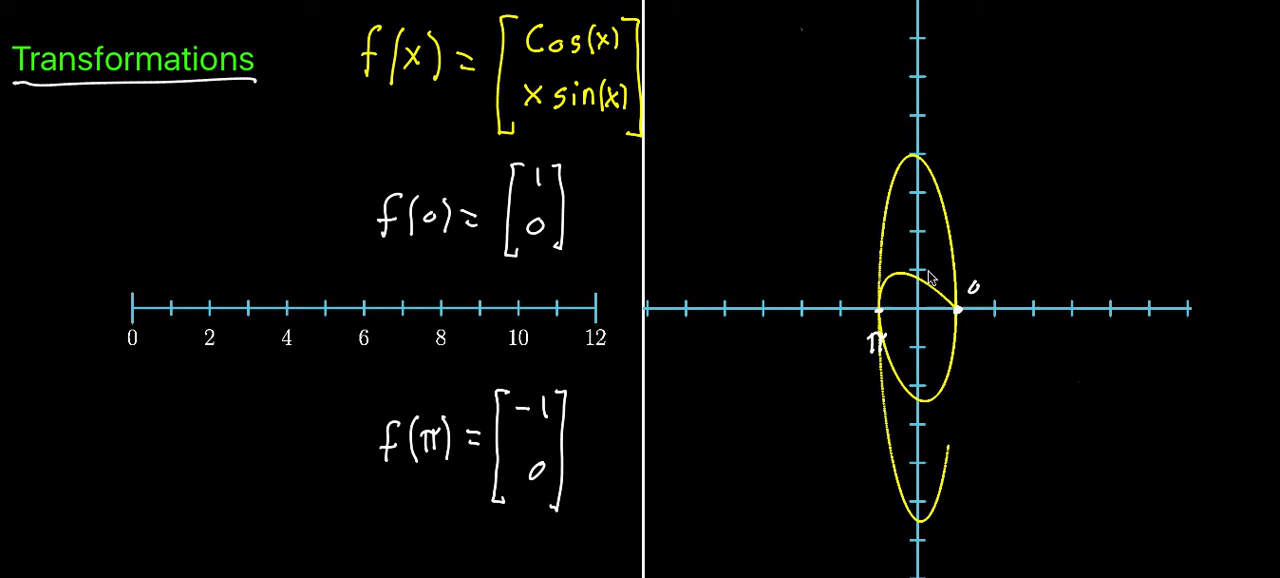 Transformations
f(x) = [cos(x)
x sin(x)]
f(0) = [1
0]
0 2 4 6 8 10 12
f(π) = [-1
0]
0
π